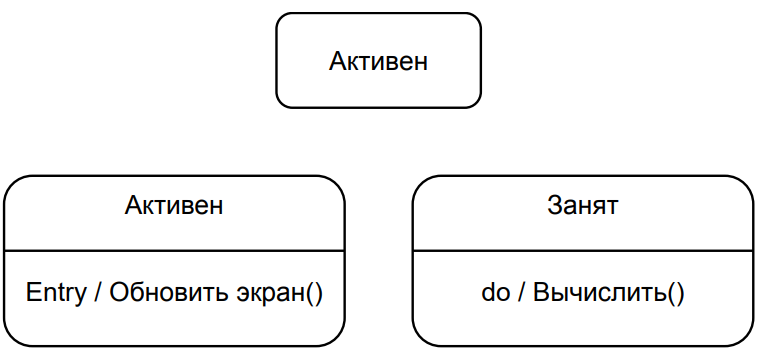 Активен
Активен
Entry / Обновить экран()
Занят
do / Вычислить()